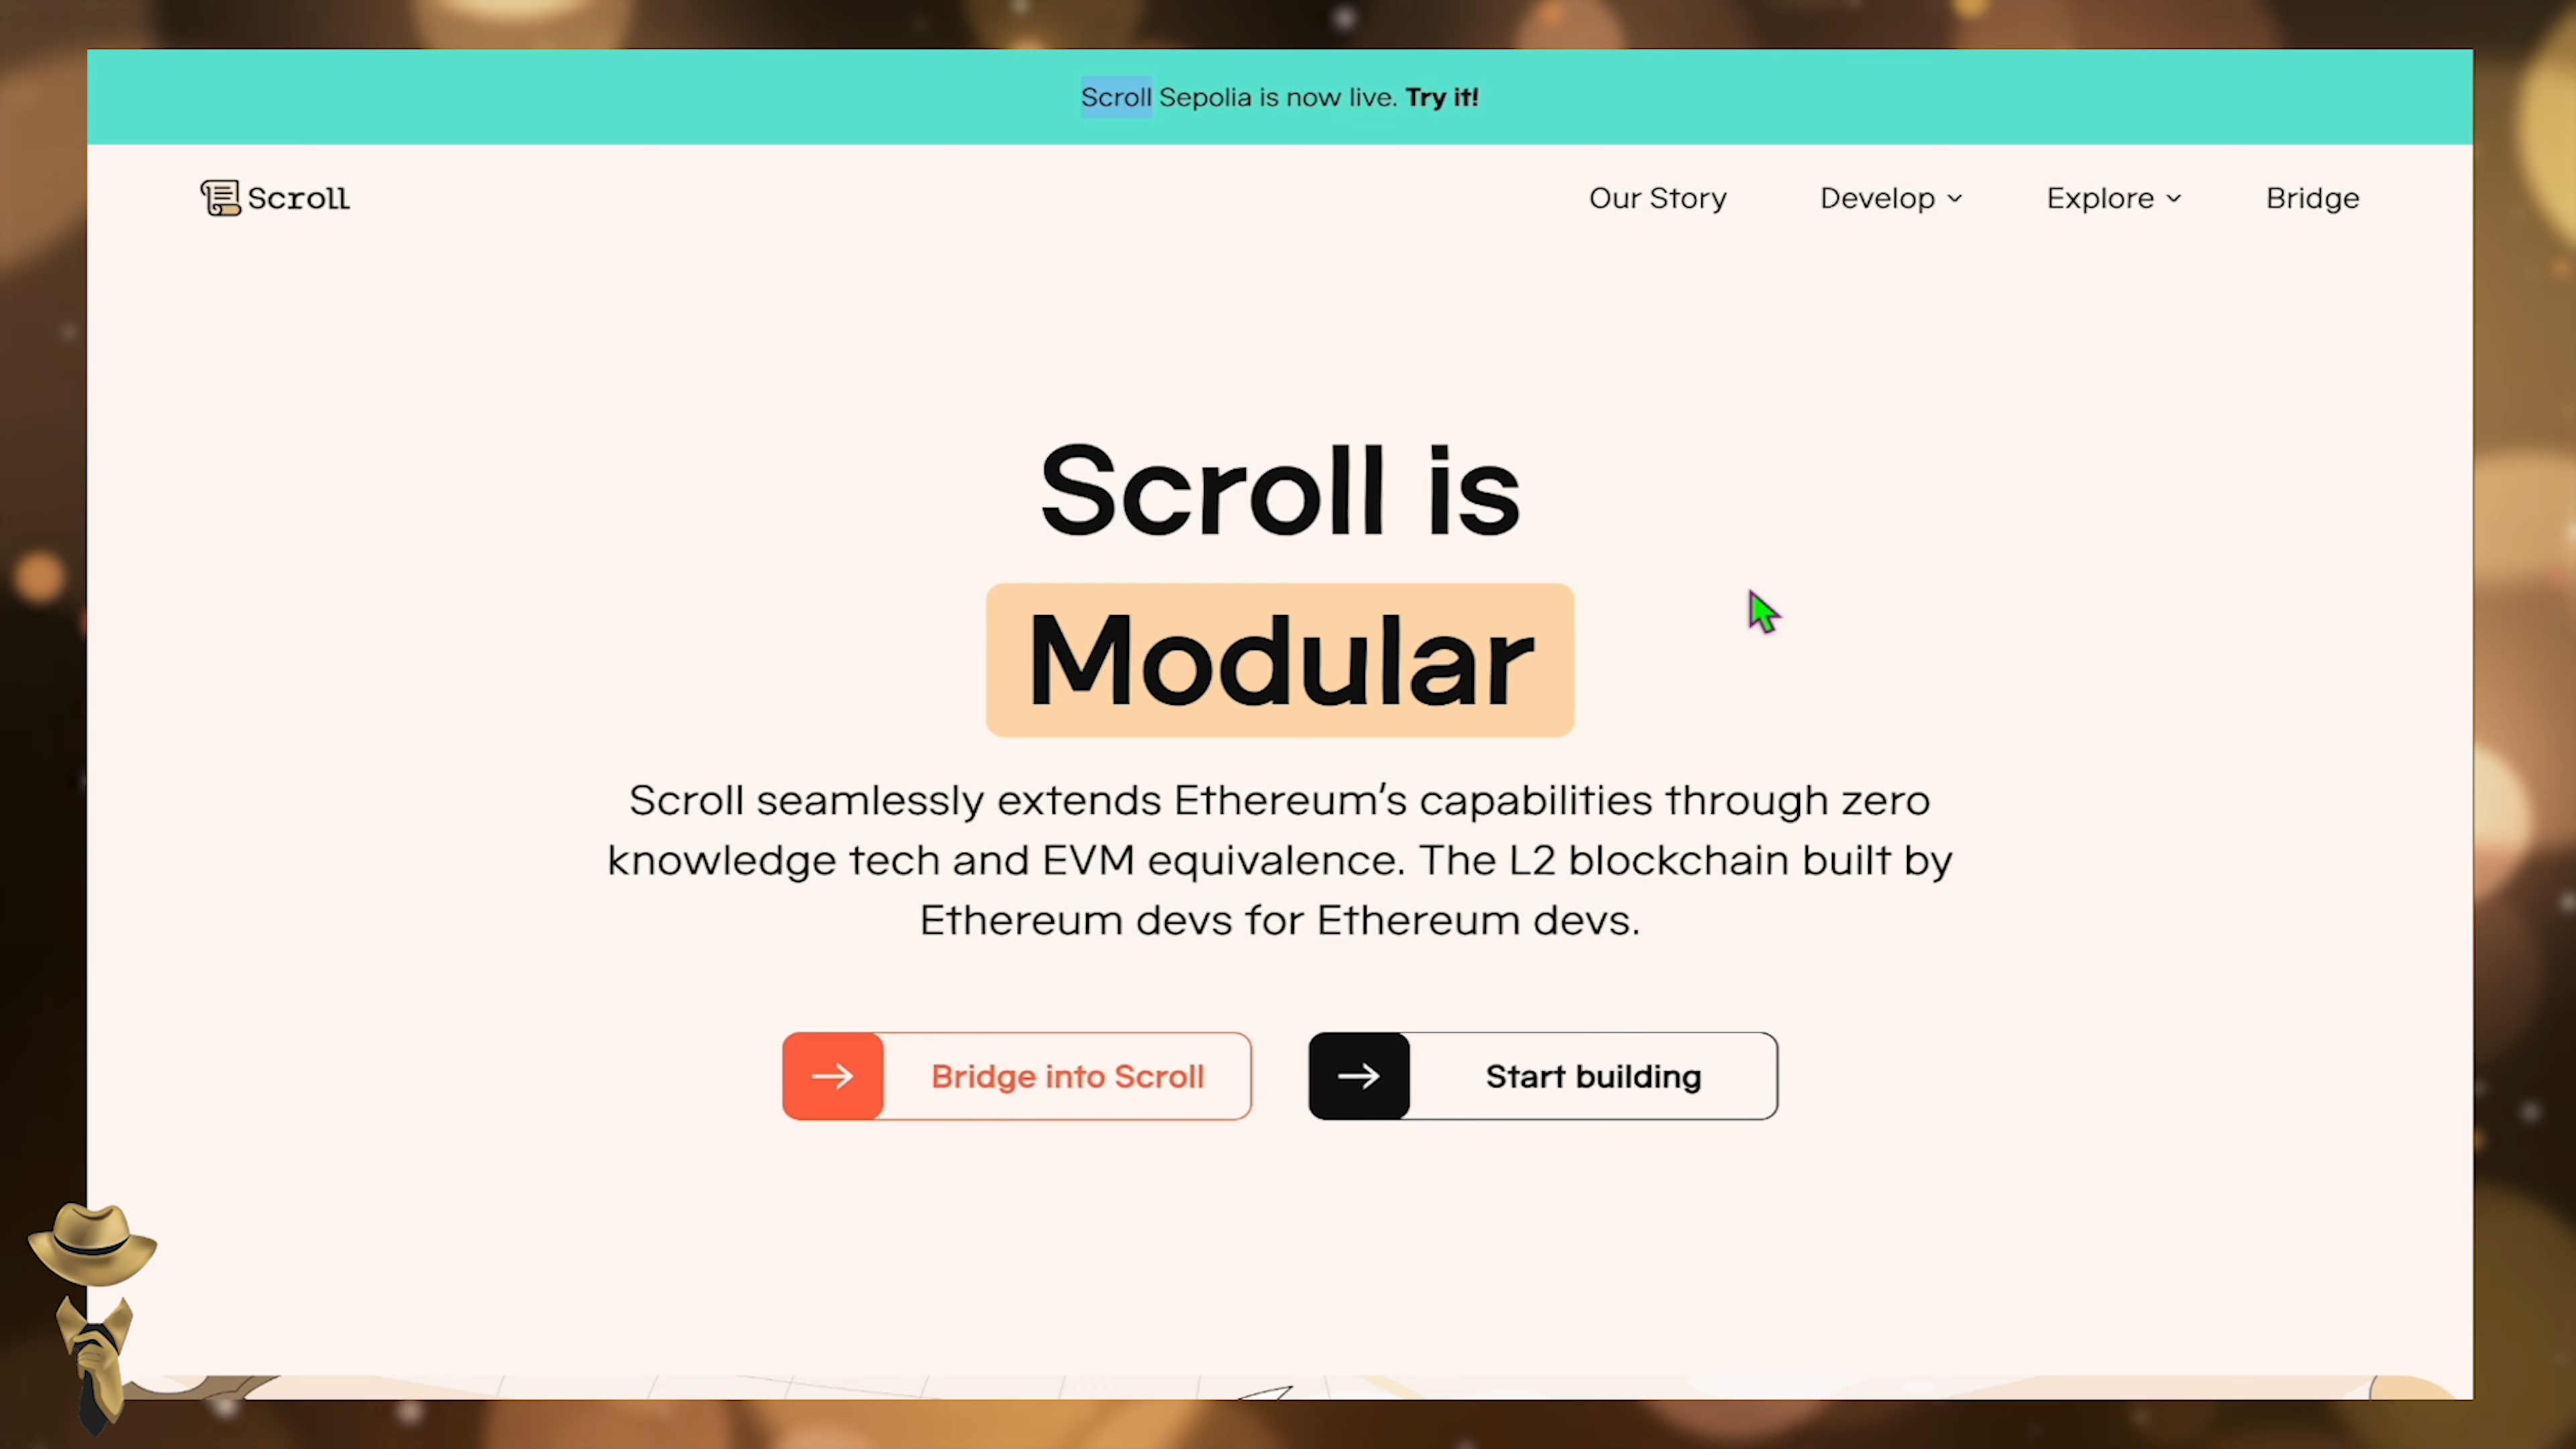 Scroll Sepolia is now live. Try it!
Scroll
Our Story
Develop
Explore
Bridge
Scroll is
Modular
Scroll seamlessly extends Ethereum’s capabilities through zero
knowledge tech and EVM equivalence. The L2 blockchain built by
Ethereum devs for Ethereum devs.
Bridge into Scroll
Start building